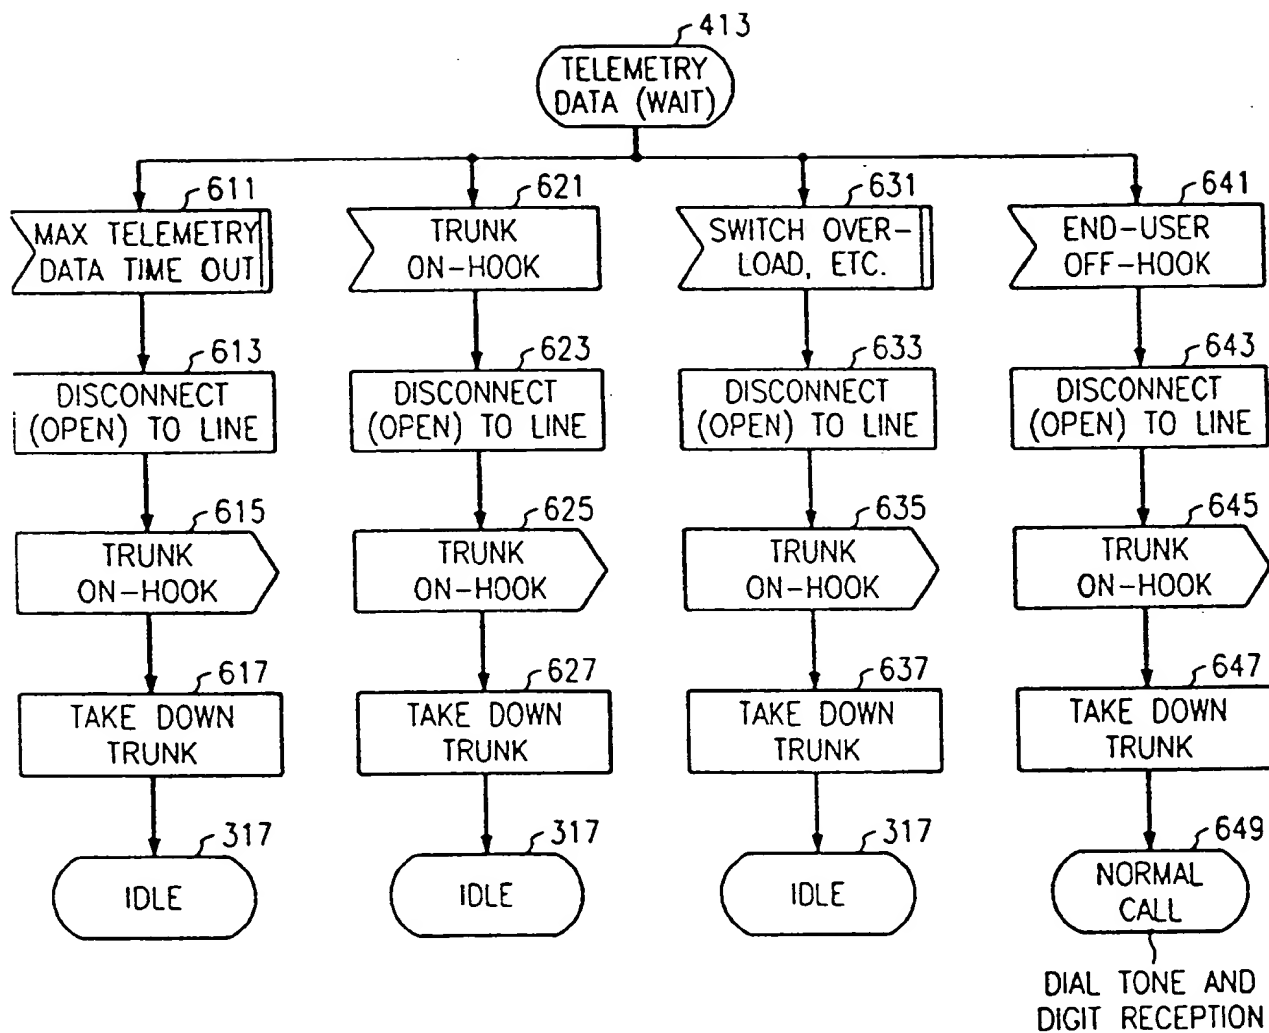 413
TELEMETRY
DATA (WAIT)
611
MAX TELEMETRY
DATA TIME OUT
621
TRUNK
ON-HOOK
631
SWITCH OVER-
LOAD, ETC.
641
END-USER
OFF-HOOK
613
DISCONNECT
(OPEN) TO LINE
623
DISCONNECT
(OPEN) TO LINE
633
DISCONNECT
(OPEN) TO LINE
643
DISCONNECT
(OPEN) TO LINE
615
TRUNK
ON-HOOK
625
TRUNK
ON-HOOK
635
TRUNK
ON-HOOK
645
TRUNK
ON-HOOK
617
TAKE DOWN
TRUNK
627
TAKE DOWN
TRUNK
637
TAKE DOWN
TRUNK
647
TAKE DOWN
TRUNK
317
IDLE
317
IDLE
317
IDLE
649
NORMAL
CALL
DIAL TONE AND
DIGIT RECEPTION